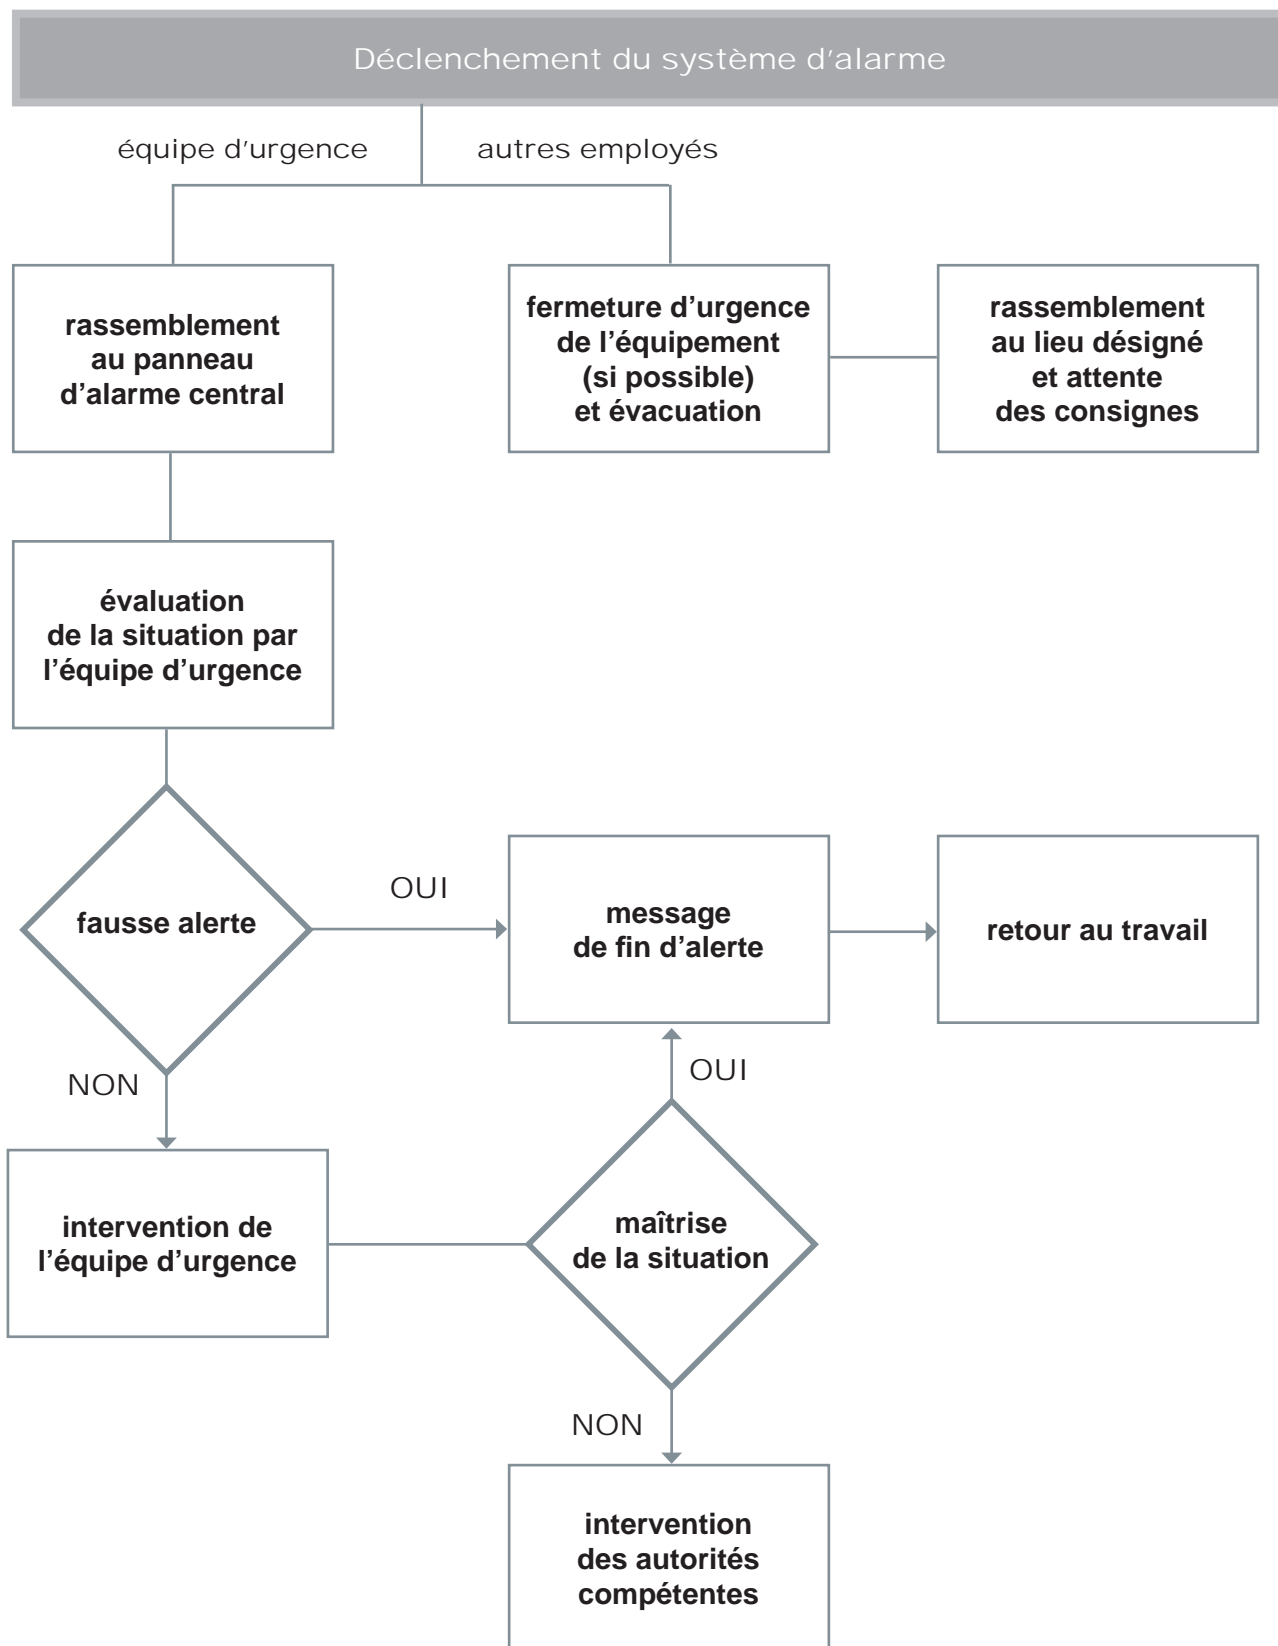 Déclenchement du système d’alarme
équipe d’urgence
autres employés
rassemblement
au panneau
d’alarme central
fermeture d’urgence
de l’équipement
(si possible)
et évacuation
rassemblement
au lieu désigné
et attente
des consignes
évaluation
de la situation par
l’équipe d’urgence
fausse alerte
OUI
message
de fin d’alerte
retour au travail
NON
OUI
intervention de
l’équipe d’urgence
maîtrise
de la situation
NON
intervention
des autorités
compétentes